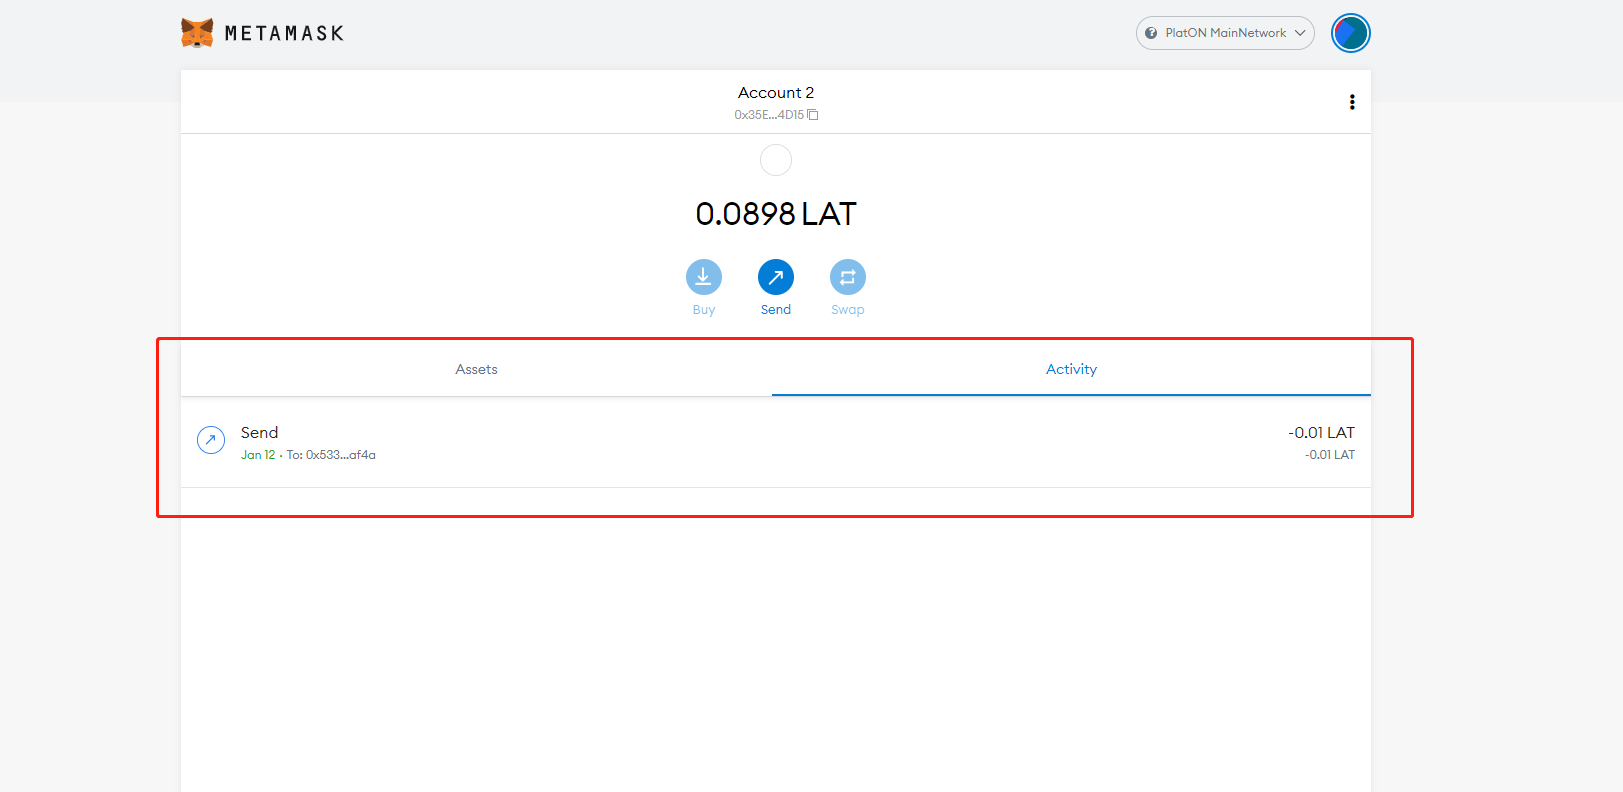 METAMASK
PlatON MainNetwork
Account 2
0x35E...4D15
0.0898 LAT
Buy
Send
Swap
Assets
Activity
Send
-0.01 LAT
Jan 12 · To: 0x533...af4a
-0.01 LAT